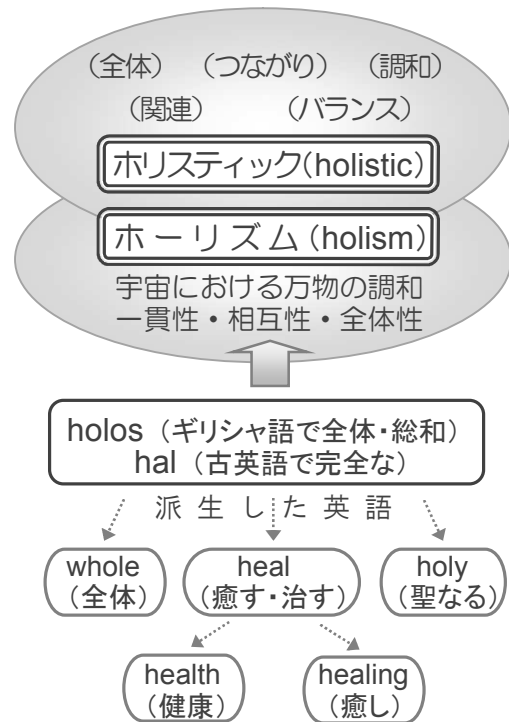 (全体) (つながり) (調和)
(関連) (バランス)
ホリスティック(holistic)
ホーリズム(holism)
宇宙における万物の調和
一貫性・相互性・全体性
holos (ギリシャ語で全体・総和)
hal (古英語で完全な)
派生した英語
whole heal holy
(全体) (癒す・治す) (聖なる)
health healing
(健康) (癒し)